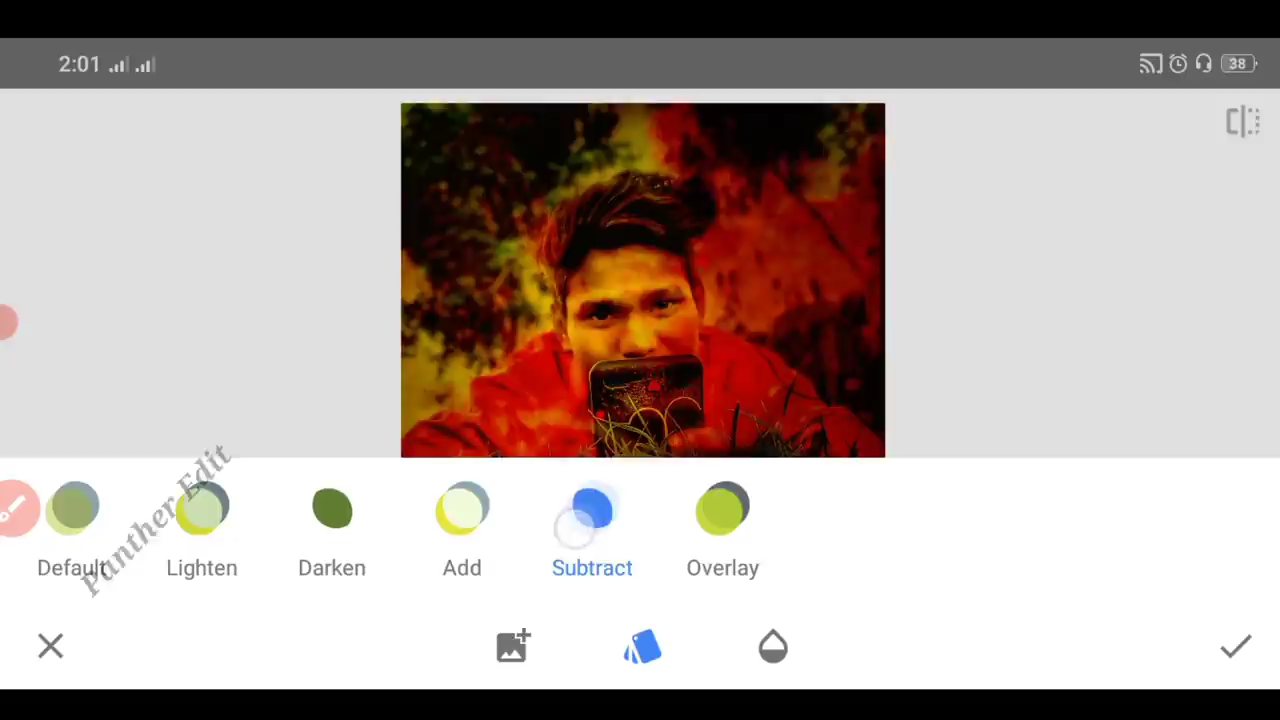 2:01
38
Panther Edit
Default
Lighten
Darken
Add
Subtract
Overlay